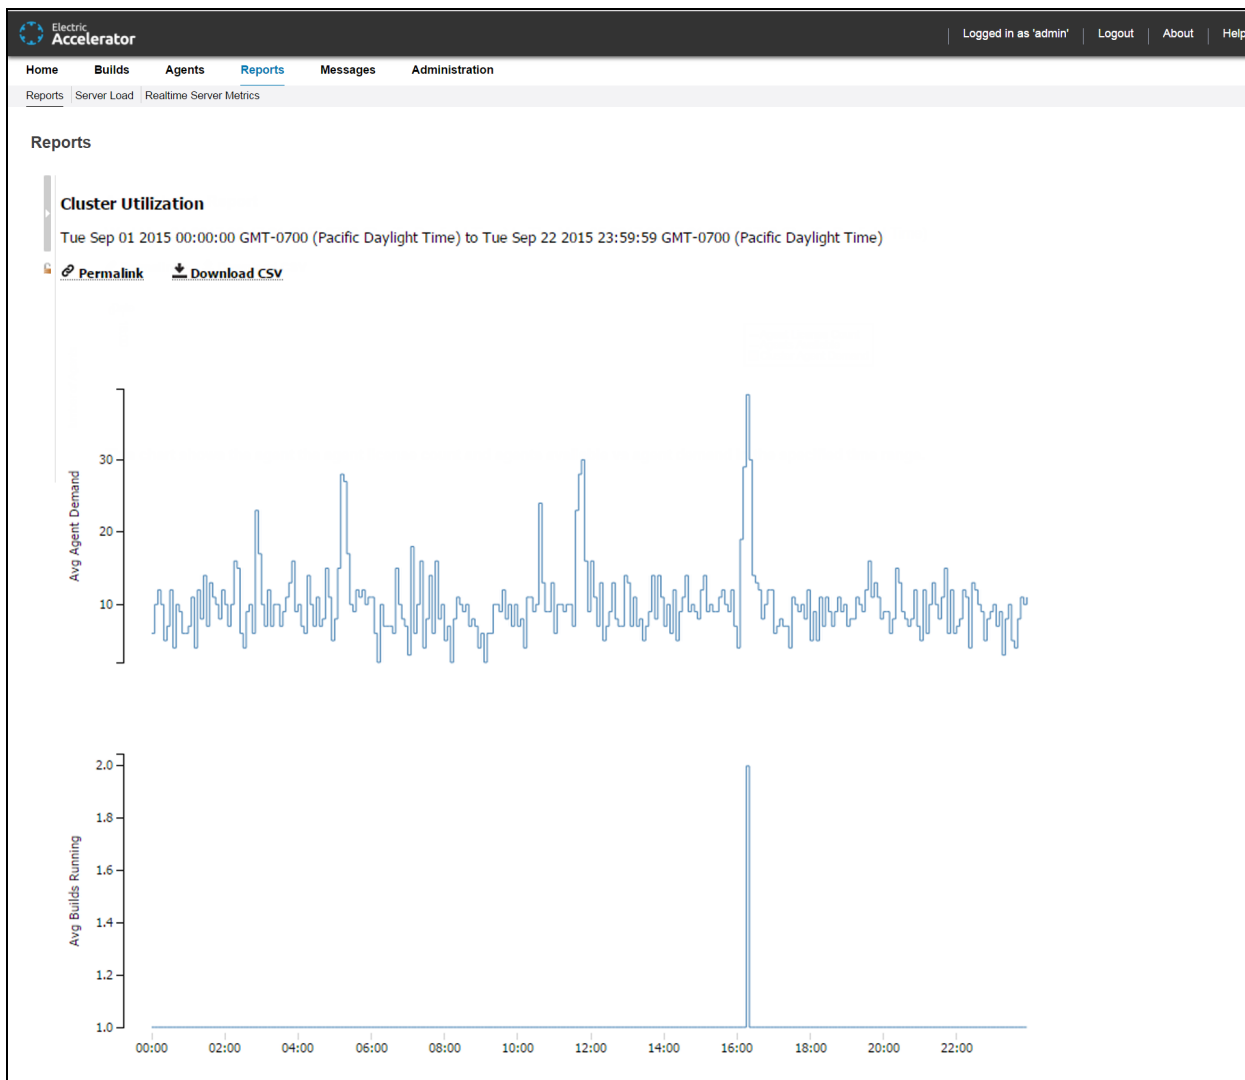 Electric
Accelerator
Logged in as 'admin' Logout About Help
Home Builds Agents Reports Messages Administration
Reports Server Load Realtime Server Metrics
Reports
Cluster Utilization
Tue Sep 01 2015 00:00:00 GMT-0700 (Pacific Daylight Time) to Tue Sep 22 2015 23:59:59 GMT-0700 (Pacific Daylight Time)
Permalink Download CSV
Avg Agent Demand
30
20
10
Avg Builds Running
2.0
1.8
1.6
1.4
1.2
1.0
00:00 02:00 04:00 06:00 08:00 10:00 12:00 14:00 16:00 18:00 20:00 22:00